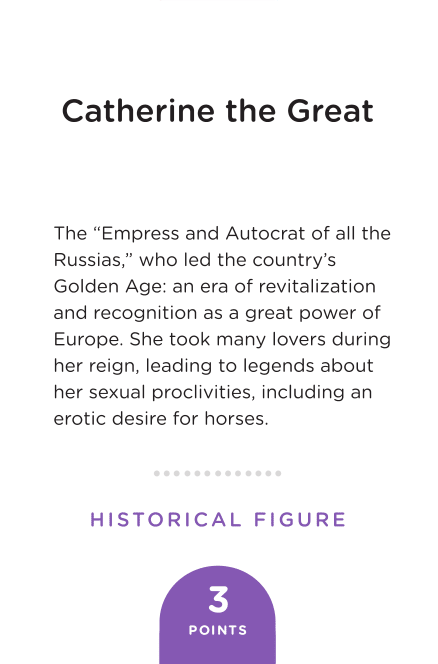 Catherine the Great
The “Empress and Autocrat of all the
Russias,” who led the country’s
Golden Age: an era of revitalization
and recognition as a great power of
Europe. She took many lovers during
her reign, leading to legends about
her sexual proclivities, including an
erotic desire for horses.
HISTORICAL FIGURE
3
POINTS